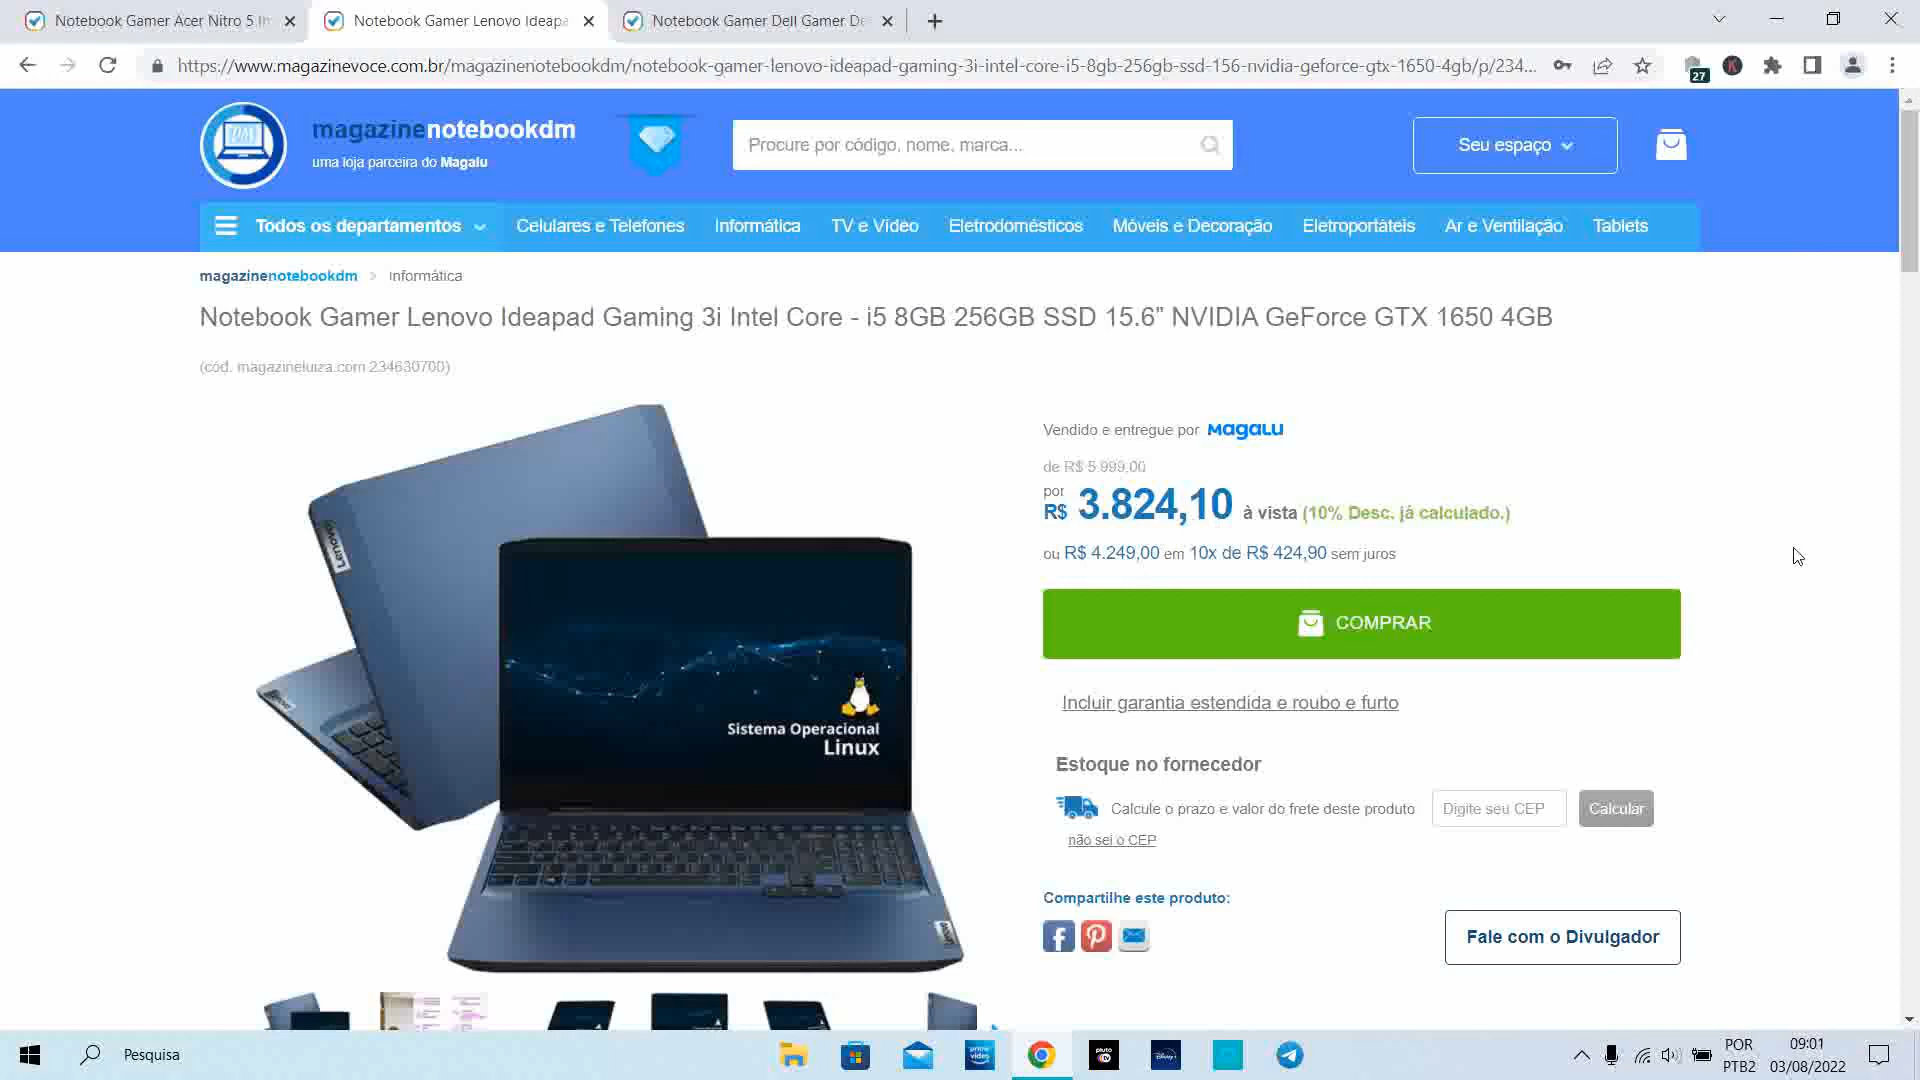 Notebook Gamer Acer Nitro 5 In
Notebook Gamer Lenovo Ideapa
Notebook Gamer Dell Gamer De
https://www.magazinevoce.com.br/magazinenotebookdm/notebook-gamer-lenovo-ideapad-gaming-3i-intel-core-i5-8gb-256gb-ssd-156-nvidia-geforce-gtx-1650-4gb/p/234...
27
K
DM
magazinenotebookdm
uma loja parceira do Magalu
Procure por código, nome, marca...
Seu espaço
Todos os departamentos
Celulares e Telefones
Informática
TV e Vídeo
Eletrodomésticos
Móveis e Decoração
Eletroportáteis
Ar e Ventilação
Tablets
magazinenotebookdm > Informática
Notebook Gamer Lenovo Ideapad Gaming 3i Intel Core - i5 8GB 256GB SSD 15.6” NVIDIA GeForce GTX 1650 4GB
(cód. magazineluiza.com 234630700)
Lenovo
Sistema Operacional
Linux
Vendido e entregue por Magalu
de R$ 5.999,00
por
R$ 3.824,10 à vista (10% Desc. já calculado.)
ou R$ 4.249,00 em 10x de R$ 424,90 sem juros
COMPRAR
Incluir garantia estendida e roubo e furto
Estoque no fornecedor
Calcule o prazo e valor do frete deste produto
Digite seu CEP
Calcular
não sei o CEP
Compartilhe este produto:
Fale com o Divulgador
Pesquisa
prime video
pluto tv
Disney+
POR
PTB2
09:01
03/08/2022